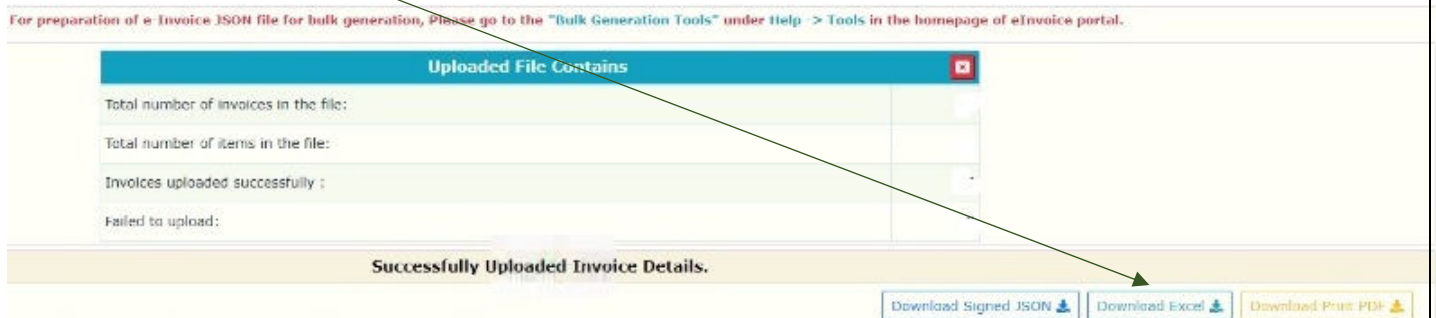 For preparation of e-Invoice JSON file for bulk generation, Please go to the "Bulk Generation Tools" under Help -> Tools in the homepage of eInvoice portal.
Uploaded File Contains
Total number of invoices in the file:
Total number of items in the file:
Invoices uploaded successfully :
Failed to upload:
Successfully Uploaded Invoice Details.
Download Signed JSON Download Excel Download Print PDF